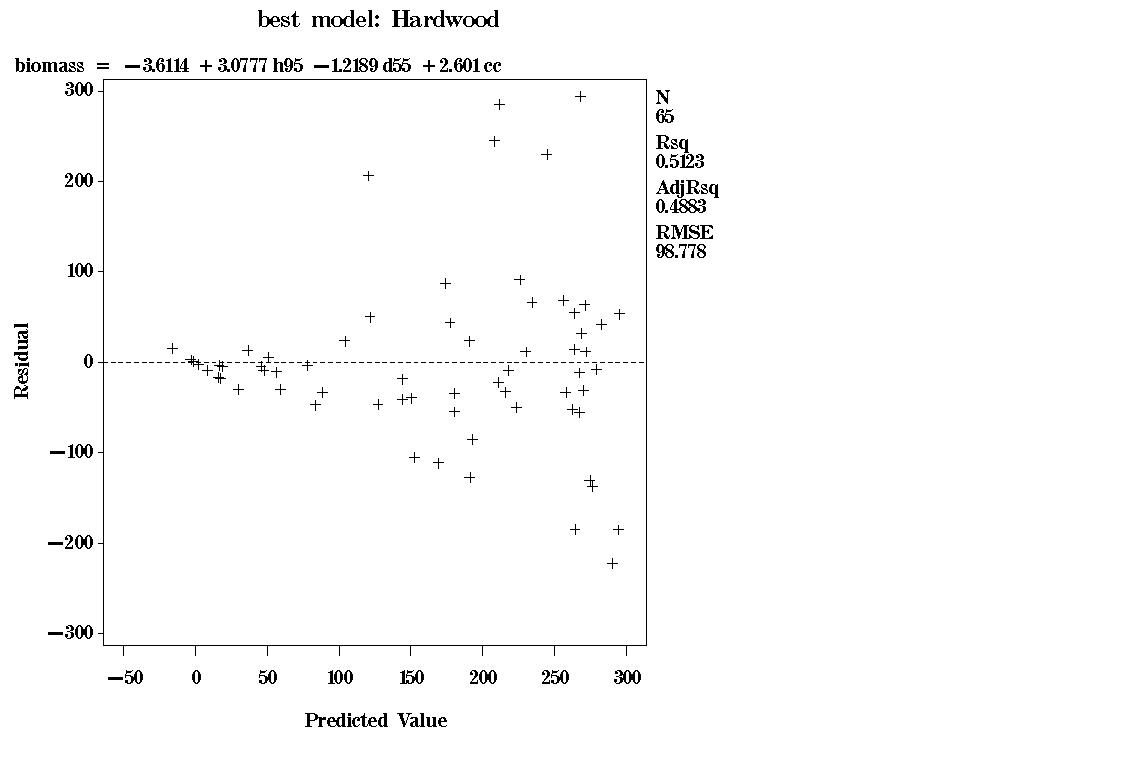 best model: Hardwood
biomass = −3.6114 +3.0777 h95 −1.2189 d55 +2.601 cc
300
200
100
0
−100
−200
−300
Residual
−50 0 50 100 150 200 250 300
Predicted Value
N
65
Rsq
0.5123
AdjRsq
0.4883
RMSE
98.778